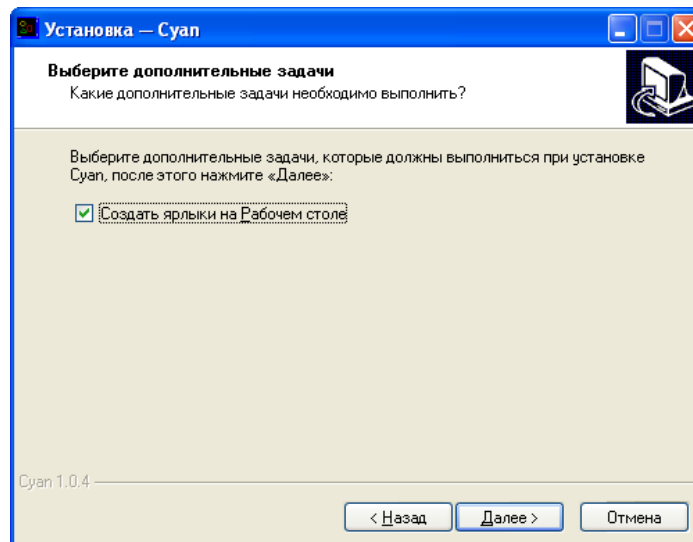 Установка — Cyan
Выберите дополнительные задачи
Какие дополнительные задачи необходимо выполнить?
Выберите дополнительные задачи, которые должны выполниться при установке
Cyan, после этого нажмите «Далее»:
Создать ярлыки на Рабочем столе
Cyan 1.0.4
< Назад
Далее >
Отмена